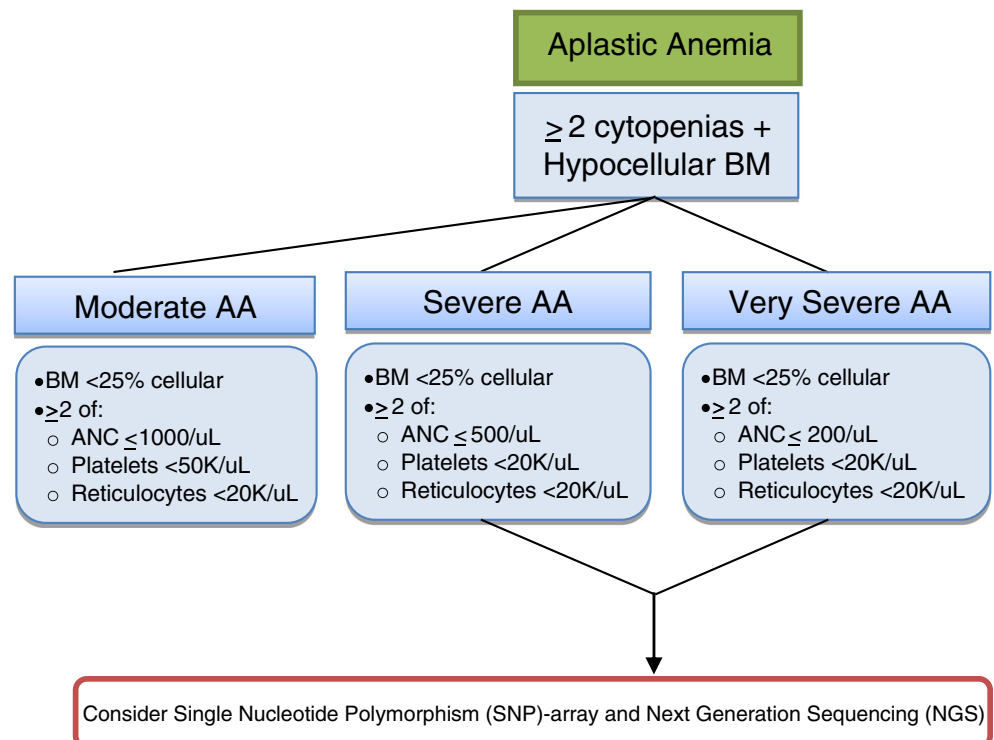 Aplastic Anemia
≥ 2 cytopenias +
Hypocellular BM
Moderate AA
•BM <25% cellular
•≥2 of:
○ ANC ≤1000/uL
○ Platelets <50K/uL
○ Reticulocytes <20K/uL
Severe AA
•BM <25% cellular
•≥2 of:
○ ANC ≤ 500/uL
○ Platelets <20K/uL
○ Reticulocytes <20K/uL
Very Severe AA
•BM <25% cellular
•≥2 of:
○ ANC ≤ 200/uL
○ Platelets <20K/uL
○ Reticulocytes <20K/uL
Consider Single Nucleotide Polymorphism (SNP)-array and Next Generation Sequencing (NGS)